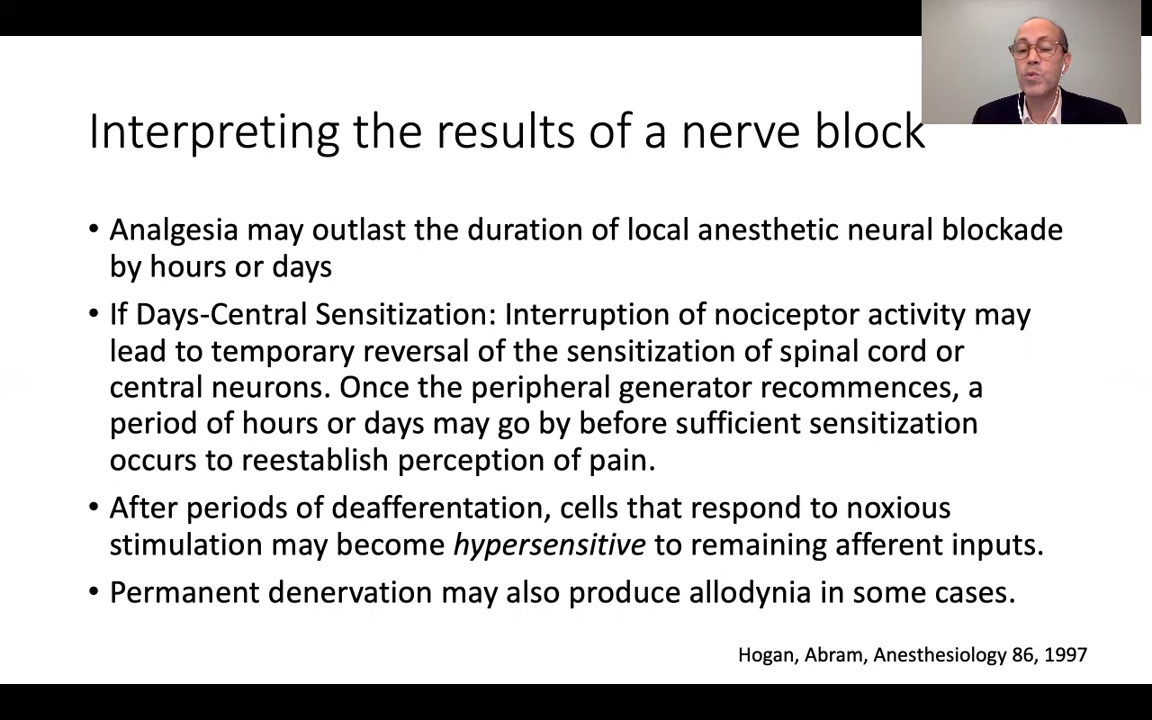 Interpreting the results of a nerve block
• Analgesia may outlast the duration of local anesthetic neural blockade
by hours or days
• If Days-Central Sensitization: Interruption of nociceptor activity may
lead to temporary reversal of the sensitization of spinal cord or
central neurons. Once the peripheral generator recommences, a
period of hours or days may go by before sufficient sensitization
occurs to reestablish perception of pain.
• After periods of deafferentation, cells that respond to noxious
stimulation may become hypersensitive to remaining afferent inputs.
• Permanent denervation may also produce allodynia in some cases.
Hogan, Abram, Anesthesiology 86, 1997